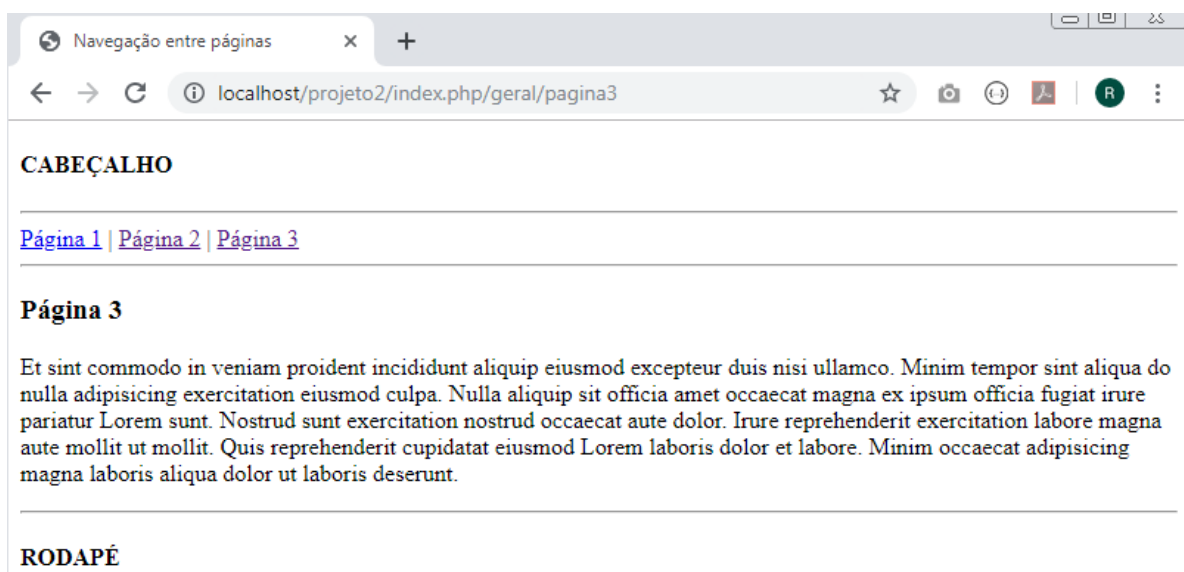 Navegação entre páginas
localhost/projeto2/index.php/geral/pagina3
R
CABEÇALHO
Página 1 | Página 2 | Página 3
Página 3
Et sint commodo in veniam proident incididunt aliquip eiusmod excepteur duis nisi ullamco. Minim tempor sint aliqua do
nulla adipisicing exercitation eiusmod culpa. Nulla aliquip sit officia amet occaecat magna ex ipsum officia fugiat irure
pariatur Lorem sunt. Nostrud sunt exercitation nostrud occaecat aute dolor. Irure reprehenderit exercitation labore magna
aute mollit ut mollit. Quis reprehenderit cupidatat eiusmod Lorem laboris dolor et labore. Minim occaecat adipisicing
magna laboris aliqua dolor ut laboris deserunt.
RODAPÉ